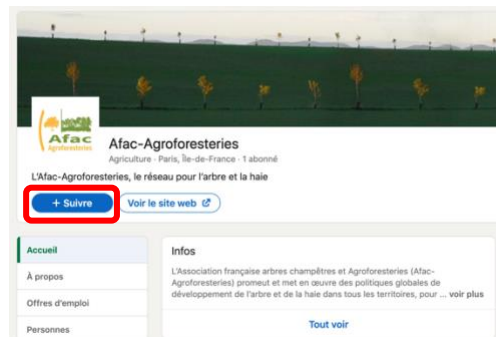 Afac
Agroforesteries
Afac-Agroforesteries
Agriculture · Paris, Île-de-France · 1 abonné
L'Afac-Agroforesteries, le réseau pour l'arbre et la haie
+ Suivre
Voir le site web
Accueil
À propos
Offres d'emploi
Personnes
Infos
L'Association française arbres champêtres et Agroforesteries (Afac-
Agroforesteries) promeut et met en œuvre des politiques globales de
développement de l'arbre et de la haie dans tous les territoires, pour ... voir plus
Tout voir